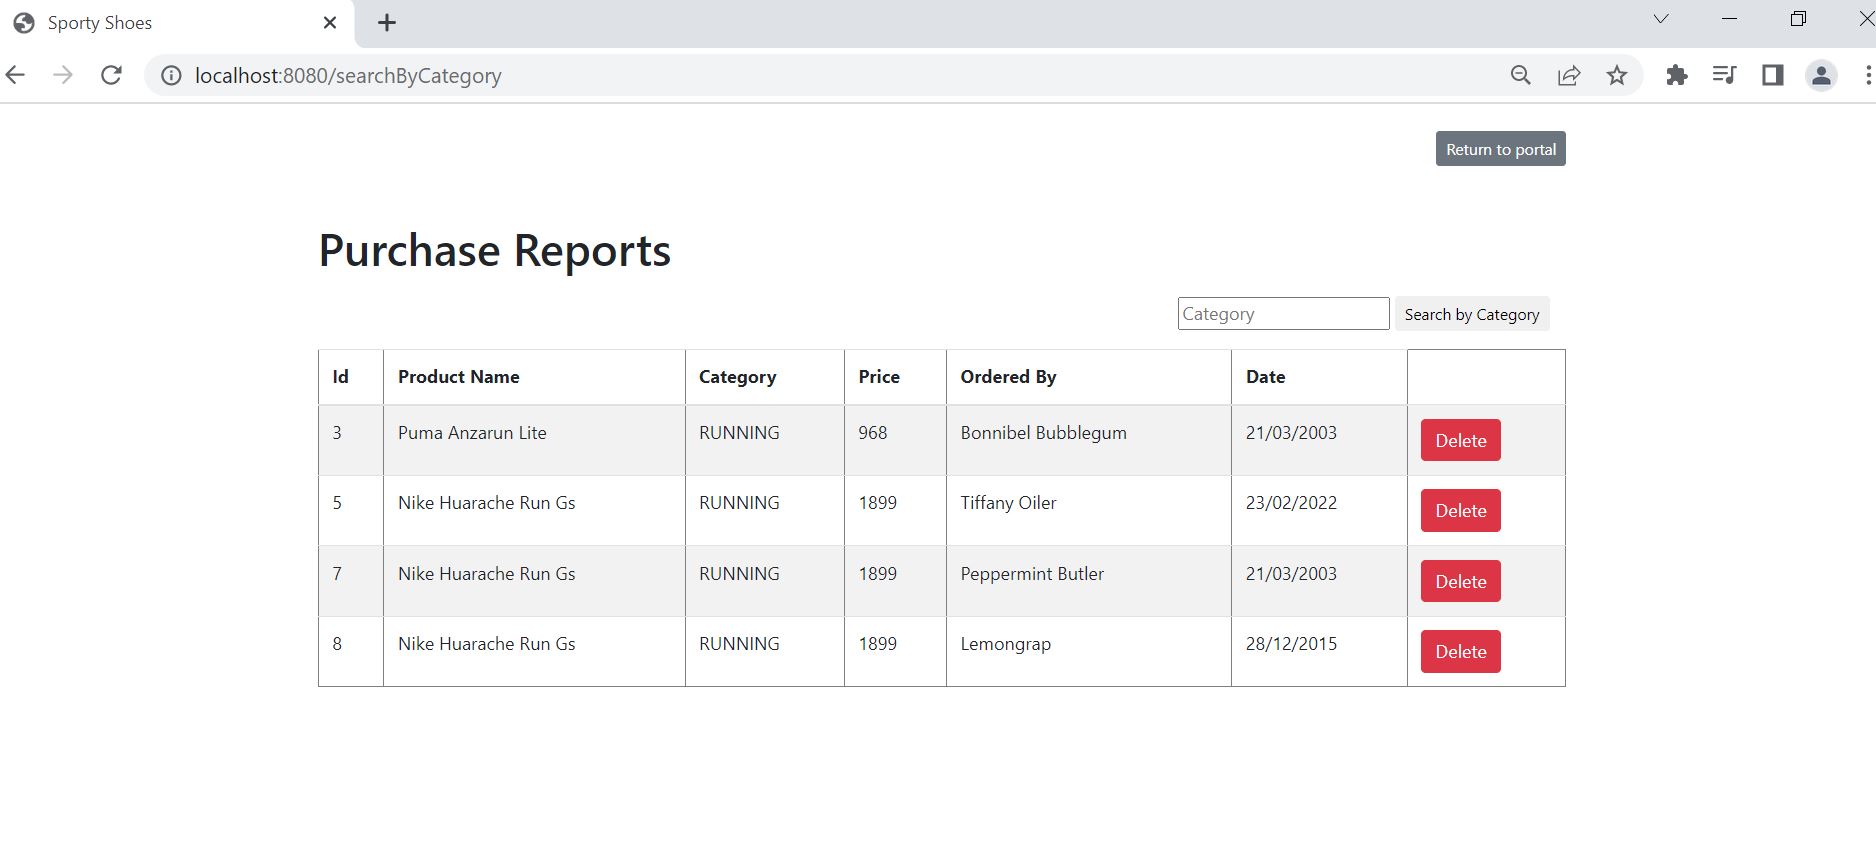 Sporty Shoes
localhost:8080/searchByCategory
Return to portal
Purchase Reports
Category Search by Category
Id Product Name Category Price Ordered By Date
3 Puma Anzarun Lite RUNNING 968 Bonnibel Bubblegum 21/03/2003 Delete
5 Nike Huarache Run Gs RUNNING 1899 Tiffany Oiler 23/02/2022 Delete
7 Nike Huarache Run Gs RUNNING 1899 Peppermint Butler 21/03/2003 Delete
8 Nike Huarache Run Gs RUNNING 1899 Lemongrap 28/12/2015 Delete